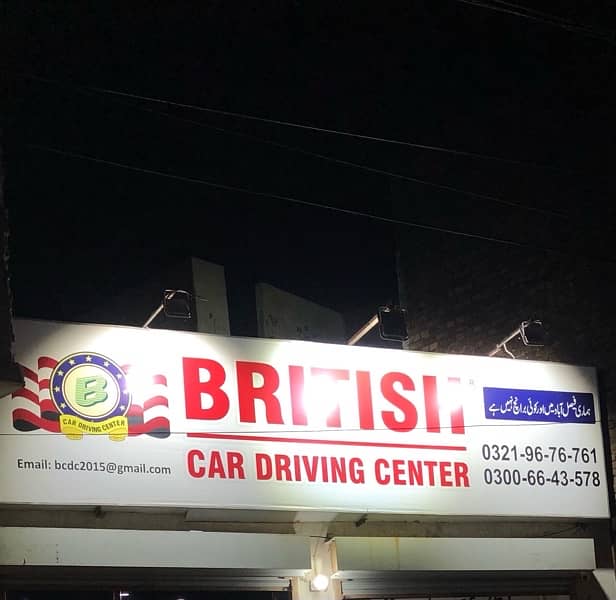 B
CAR DRIVING CENTER
Email: bcdc2015@gmail.com
BRITISH
CAR DRIVING CENTER
ہماری فیصل آباد میں اور کوئی برانچ نہیں ہے
0321-96-76-761
0300-66-43-578